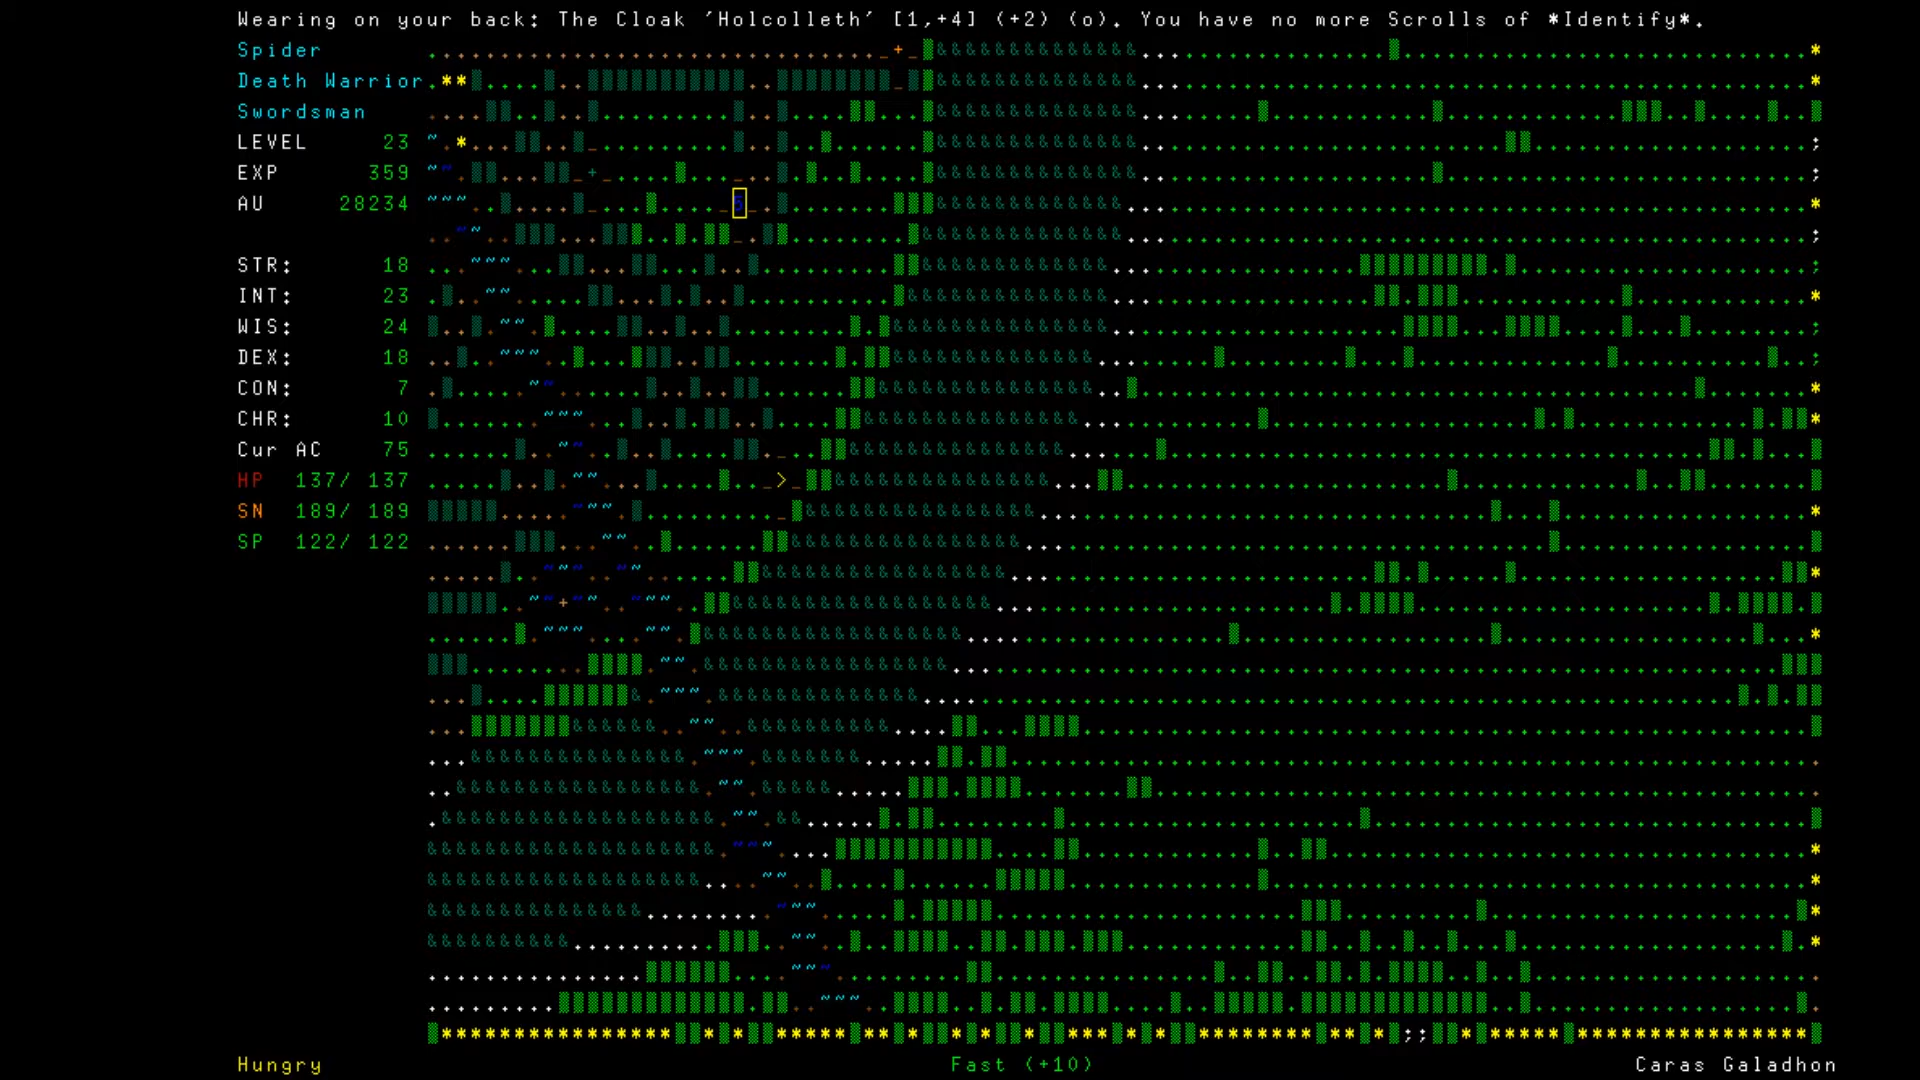 Wearing on your back: The Cloak 'Holcolleth' [1,+4] (+2) (o). You have no more Scrolls of *Identify*.
Spider
Death Warrior
Swordsman
LEVEL 23
EXP 359
AU 28234
STR: 18
INT: 23
WIS: 24
DEX: 18
CON: 7
CHR: 10
Cur AC 75
HP 137/ 137
SN 189/ 189
SP 122/ 122
Hungry Fast (+10) Caras Galadhon